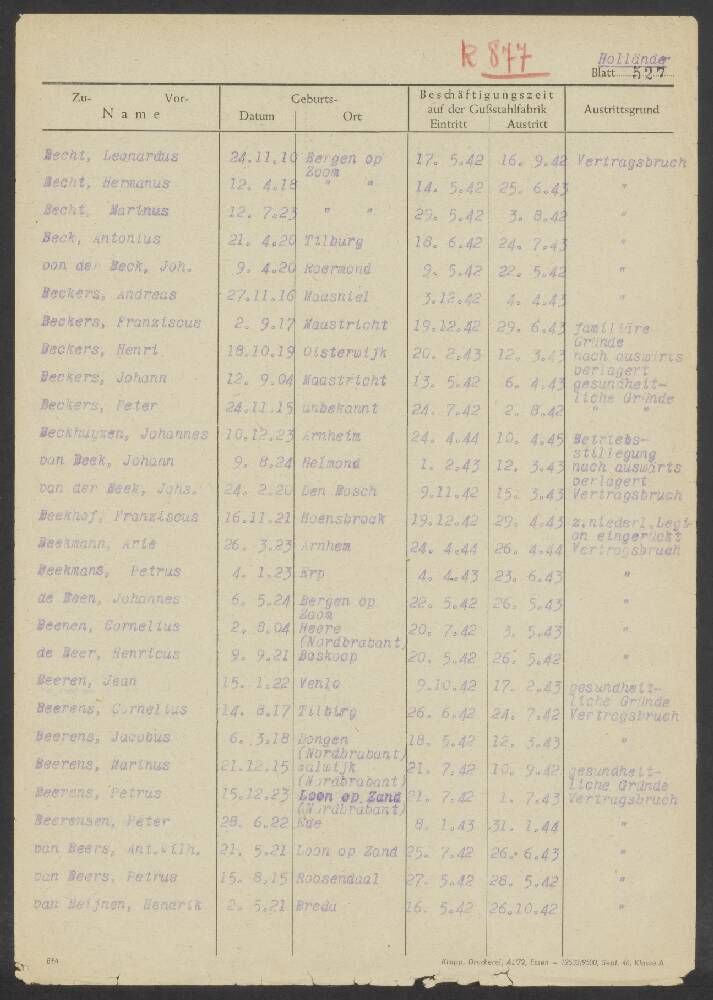 R 877
Holländer
Blatt 527
Zu- Vor- Name Geburts- Datum Ort Beschäftigungszeit auf der Gußstahlfabrik Eintritt Austritt Austrittsgrund
Becht, Leonardus 24.11.10 Bergen op Zoom 17. 5.42 16. 9.42 Vertragsbruch
Becht, Hermanus 12. 4.18 " " 14. 5.42 25. 6.43 "
Becht, Marinus 12. 7.23 " " 29. 5.42 3. 8.42 "
Beck, Antonius 21. 4.20 Tilburg 18. 6.42 24. 7.43 "
von der Beck, Joh. 9. 4.20 Roermond 9. 5.42 22. 5.42 "
Beckers, Andreas 27.11.16 Maasniel 3.12.42 4. 4.43 "
Beckers, Franziscus 2. 9.17 Maastricht 19.12.42 29. 6.43 familiäre Gründe
Beckers, Henri 18.10.19 Oisterwijk 20. 2.43 12. 3.43 nach auswärts verlagert
Beckers, Johann 12. 9.04 Maastricht 13. 5.42 6. 4.43 gesundheit-liche Gründe
Beckers, Peter 24.11.15 unbekannt 24. 7.42 2. 8.42 " "
Beckhuyzen, Johannes 10.12.23 Arnheim 24. 4.44 10. 4.45 Betriebs-stillegung
van Beek, Johann 9. 8.24 Helmond 1. 2.43 12. 3.43 nach auswärts verlagert
van der Beek, Johs. 24. 2.20 Den Bosch 9.11.42 15. 3.43 Vertragsbruch
Beekhof, Franziscus 16.11.21 Hoensbroek 19.12.42 29. 4.43 z.niederl.Legion eingerückt
Beekmann, Arie 26. 3.23 Arnhem 24. 4.44 26. 4.44 Vertragsbruch
Beekmans, Petrus 4. 1.23 Erp 4. 4.43 23. 6.43 "
de Been, Johannes 6. 5.24 Bergen op Zoom 22. 5.42 26. 5.43 "
Beenen, Cornelius 2. 8.04 Heere (Nordbrabant) 20. 7.42 3. 5.43 "
de Beer, Henricus 9. 9.21 Boskoop 20. 5.42 26. 5.42 "
Beeren, Jean 15. 1.22 Venlo 9.10.42 17. 2.43 gesundheit-liche Gründe
Beerens, Cornelius 14. 8.17 Tilburg 26. 6.42 24. 7.42 Vertragsbruch
Beerens, Jacobus 6. 3.18 Dongen (Nordbrabant) 18. 5.42 12. 3.43 "
Beerens, Marinus 21.12.15 Waalwijk (Nordbrabant) 21. 7.42 10. 9.42 gesundheit-liche Gründe
Beerens, Petrus 15.12.23 Loon op Zand (Nordbrabant) 21. 7.42 1. 7.43 Vertragsbruch
Beerensen, Peter 28. 6.22 Ede 8. 1.43 31. 1.44 "
van Beers, Ant.Wilh. 21. 5.21 Loon op Zand 25. 7.42 26. 6.43 "
van Beers, Petrus 15. 8.15 Roosendaal 27. 5.42 28. 5.42 "
van Beijnen, Hendrik 2. 5.21 Breda 16. 5.42 26.10.42 "
Krupp, Druckerei, Essen